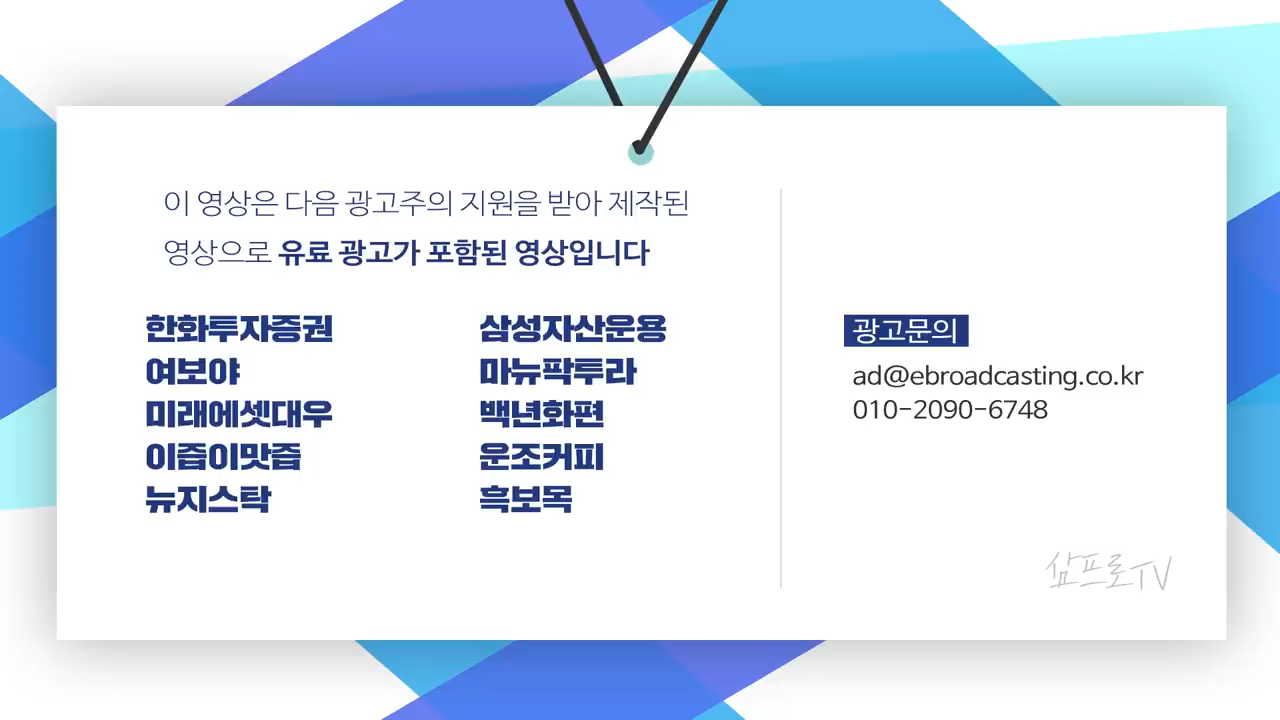 이 영상은 다음 광고주의 지원을 받아 제작된
영상으로 유료 광고가 포함된 영상입니다
한화투자증권
여보야
미래에셋대우
이즙이맛즙
뉴지스탁
삼성자산운용
마뉴팍투라
백년화편
운조커피
흑보목
광고문의
ad@ebroadcasting.co.kr
010-2090-6748
삼프로TV